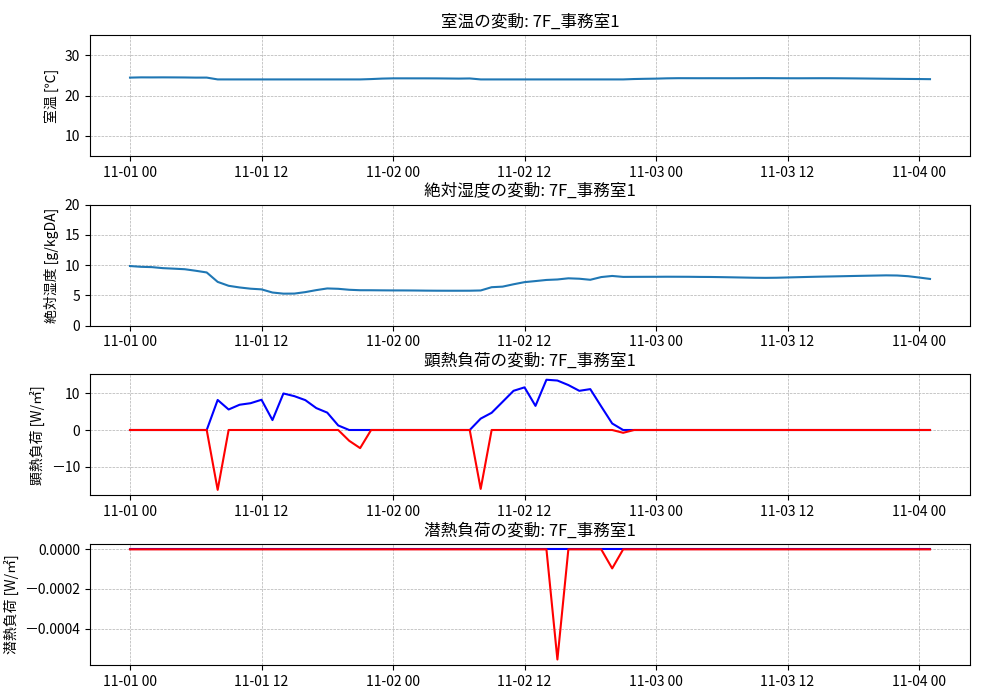 室温の変動: 7F_事務室1
室温 [℃]
30
20
10
11-01 00 11-01 12 11-02 00 11-02 12 11-03 00 11-03 12 11-04 00
絶対湿度の変動: 7F_事務室1
絶対湿度 [g/kgDA]
20
15
10
5
0
11-01 00 11-01 12 11-02 00 11-02 12 11-03 00 11-03 12 11-04 00
顕熱負荷の変動: 7F_事務室1
顕熱負荷 [W/㎡]
10
0
−10
11-01 00 11-01 12 11-02 00 11-02 12 11-03 00 11-03 12 11-04 00
潜熱負荷の変動: 7F_事務室1
潜熱負荷 [W/㎡]
0.0000
−0.0002
−0.0004
11-01 00 11-01 12 11-02 00 11-02 12 11-03 00 11-03 12 11-04 00